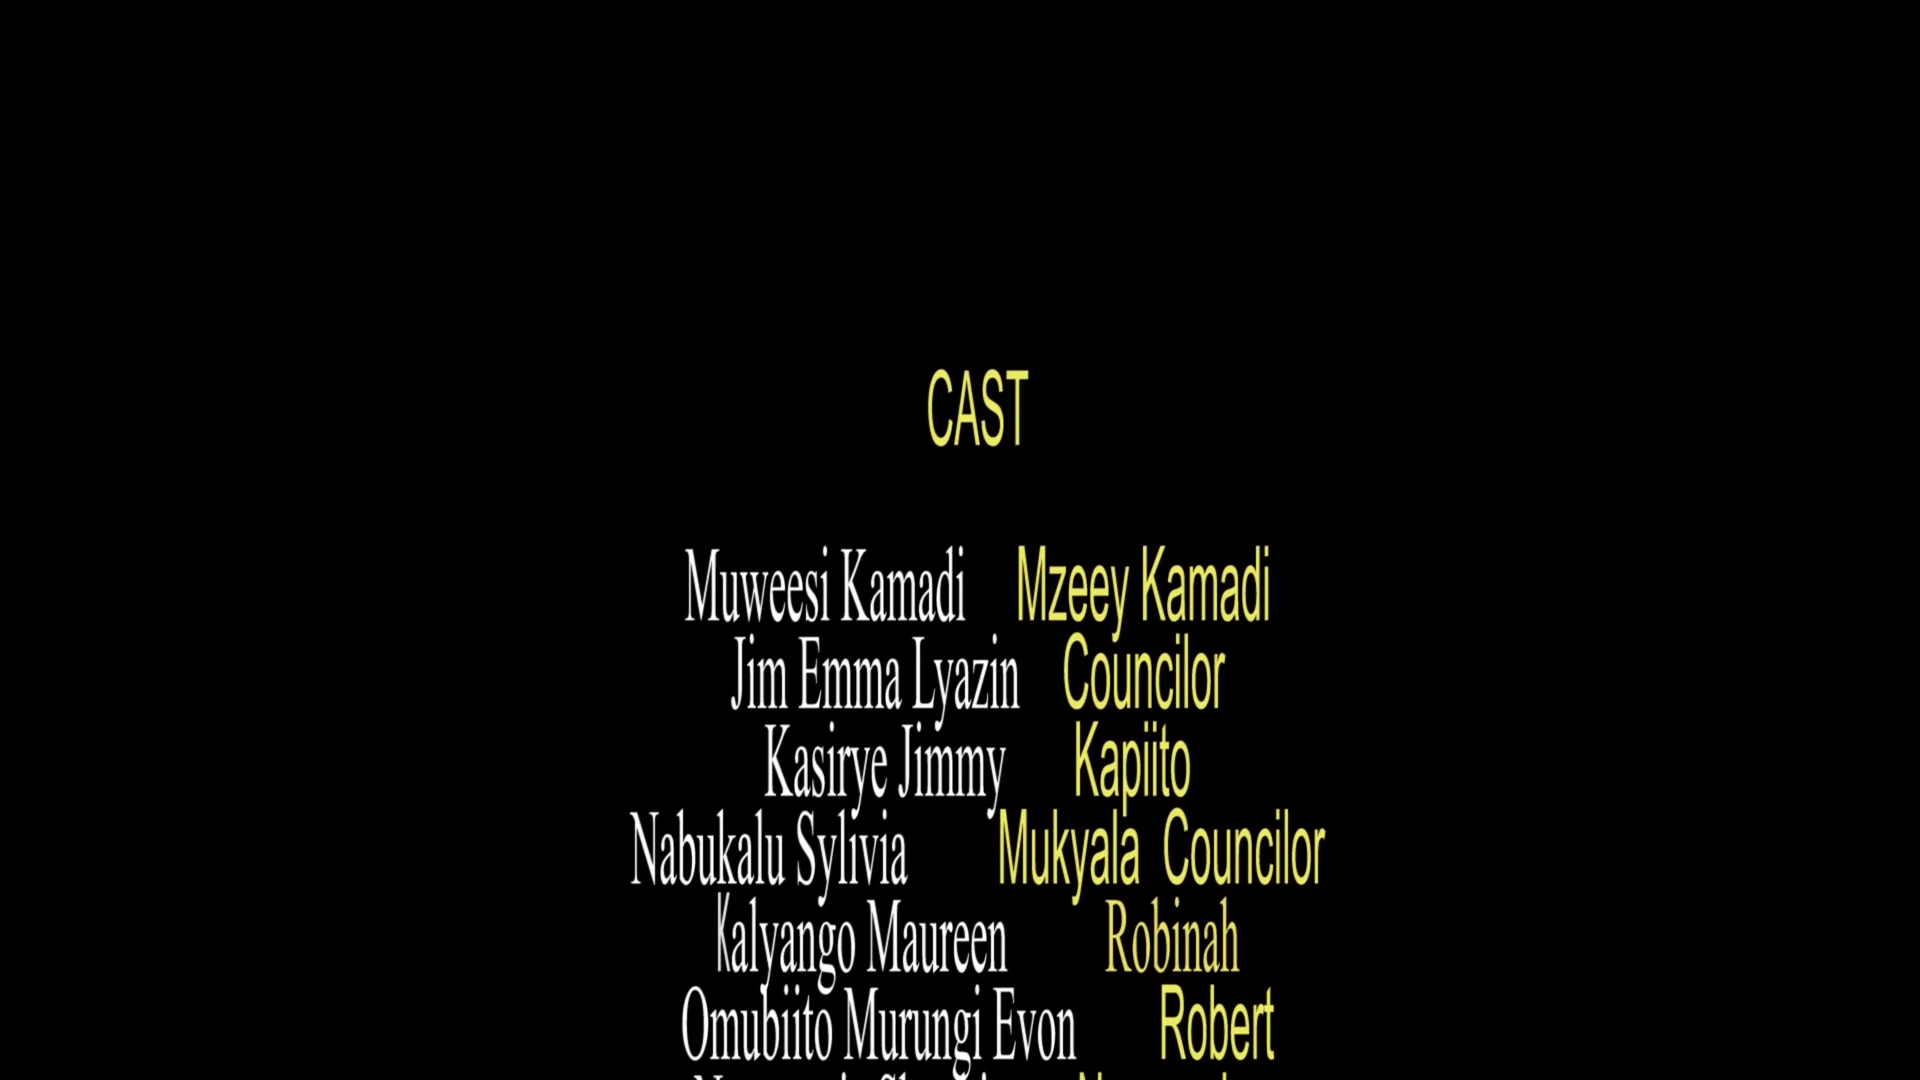 CAST
Muweesi Kamadi Mzeey Kamadi
Jim Emma Lyazin Councilor
Kasirye Jimmy Kapiito
Nabukalu Sylivia Mukyala Councilor
Kalyango Maureen Robinah
Omubiito Murungi Evon Robert